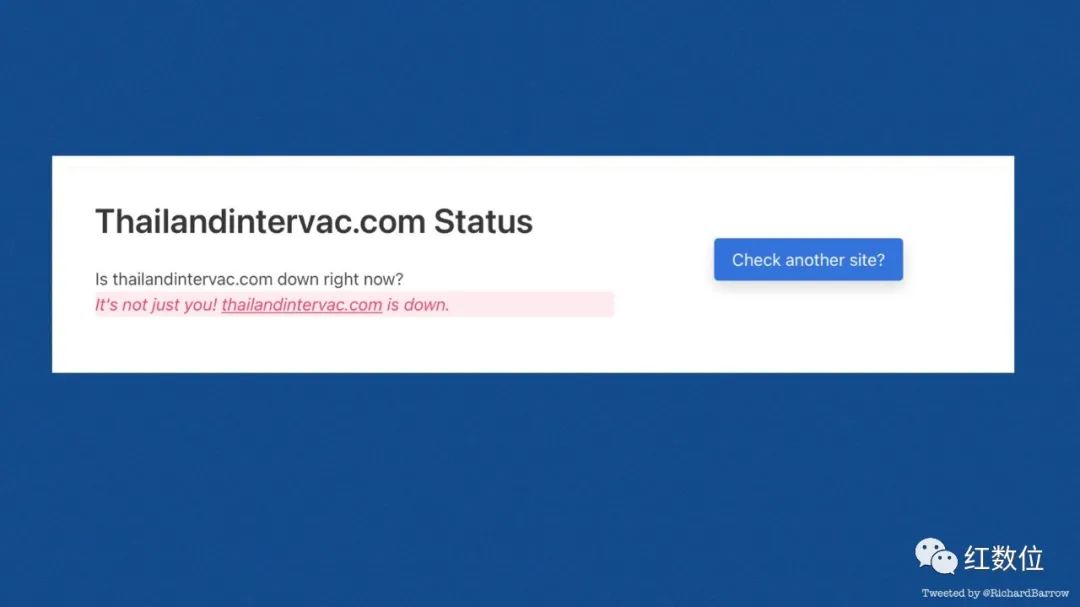 Thailandintervac.com Status
Is thailandintervac.com down right now?
It's not just you! thailandintervac.com is down.
Check another site?
红数位
Tweeted by @RichardBarrow